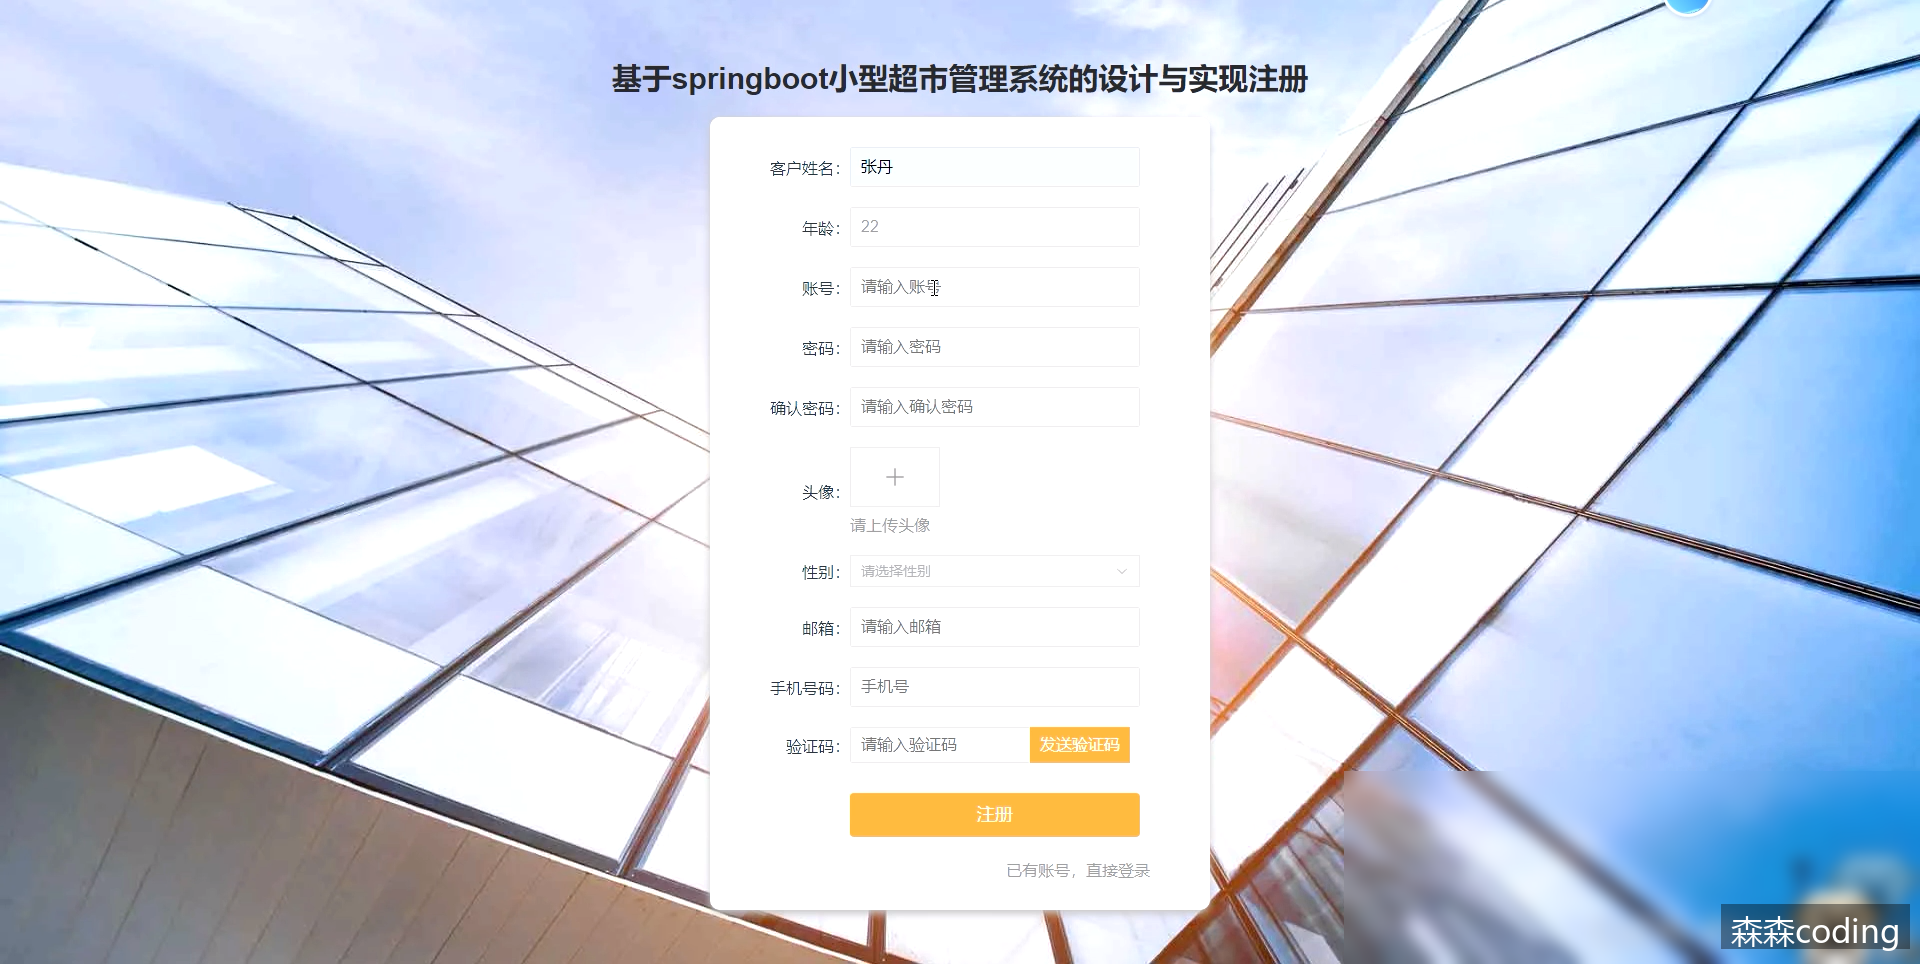 基于springboot小型超市管理系统的设计与实现注册
客户姓名： 张丹
年龄： 22
账号： 请输入账号
密码： 请输入密码
确认密码： 请输入确认密码
头像：
请上传头像
性别： 请选择性别
邮箱： 请输入邮箱
手机号码： 手机号
验证码： 请输入验证码 发送验证码
注册
已有账号，直接登录
森森coding